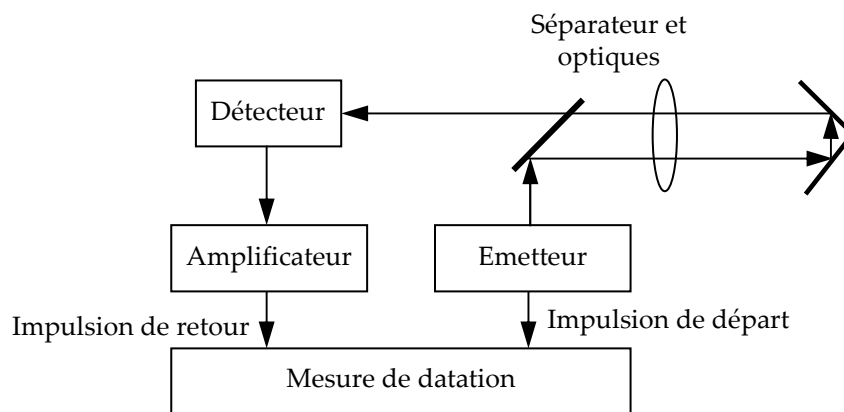 Séparateur et
optiques
Détecteur
Amplificateur
Emetteur
Impulsion de retour
Impulsion de départ
Mesure de datation